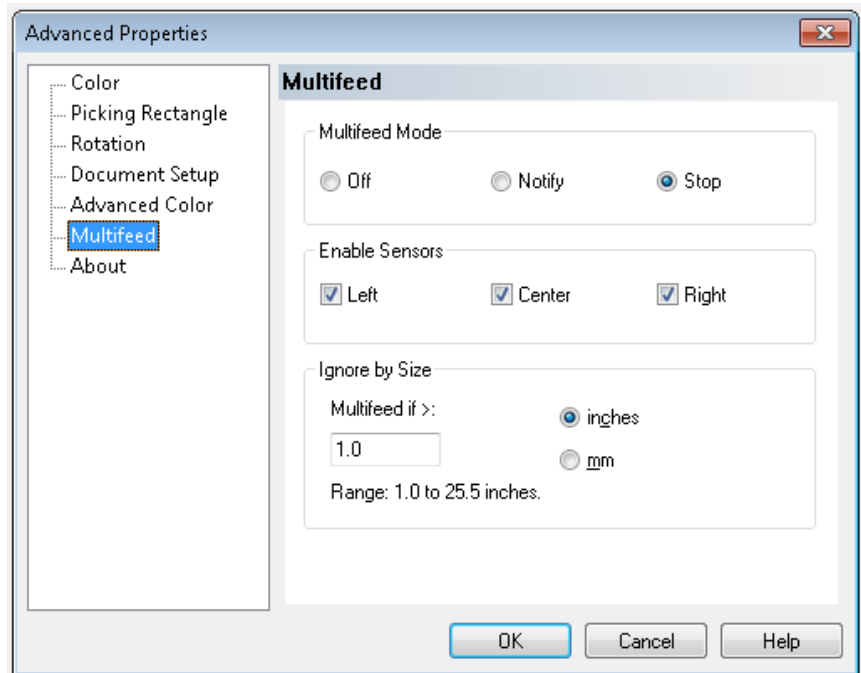 Advanced Properties
Color
Picking Rectangle
Rotation
Document Setup
Advanced Color
Multifeed
About
Multifeed
Multifeed Mode
Off Notify Stop
Enable Sensors
Left Center Right
Ignore by Size
Multifeed if >:
inches
1.0
mm
Range: 1.0 to 25.5 inches.
OK Cancel Help